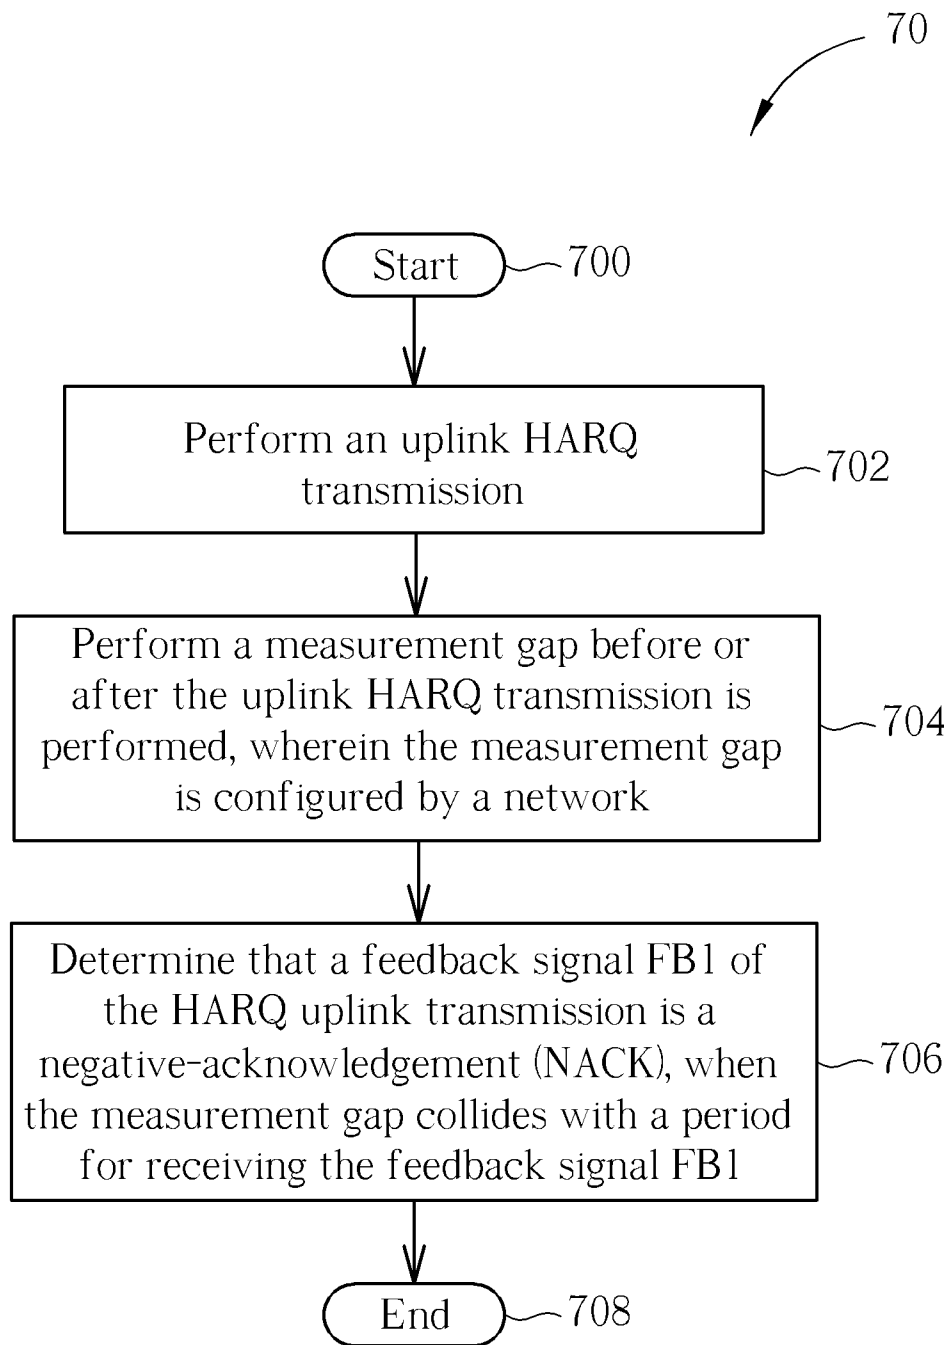 70
Start
700
Perform an uplink HARQ
transmission
702
Perform a measurement gap before or
after the uplink HARQ transmission is
performed, wherein the measurement gap
is configured by a network
704
Determine that a feedback signal FB1 of
the HARQ uplink transmission is a
negative-acknowledgement (NACK), when
the measurement gap collides with a period
for receiving the feedback signal FB1
706
End
708